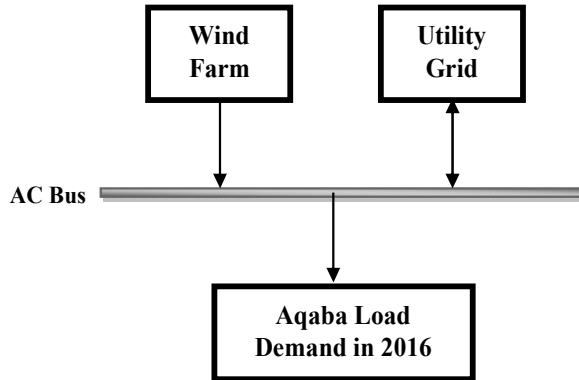 Wind
Farm
Utility
Grid
AC Bus
Aqaba Load
Demand in 2016